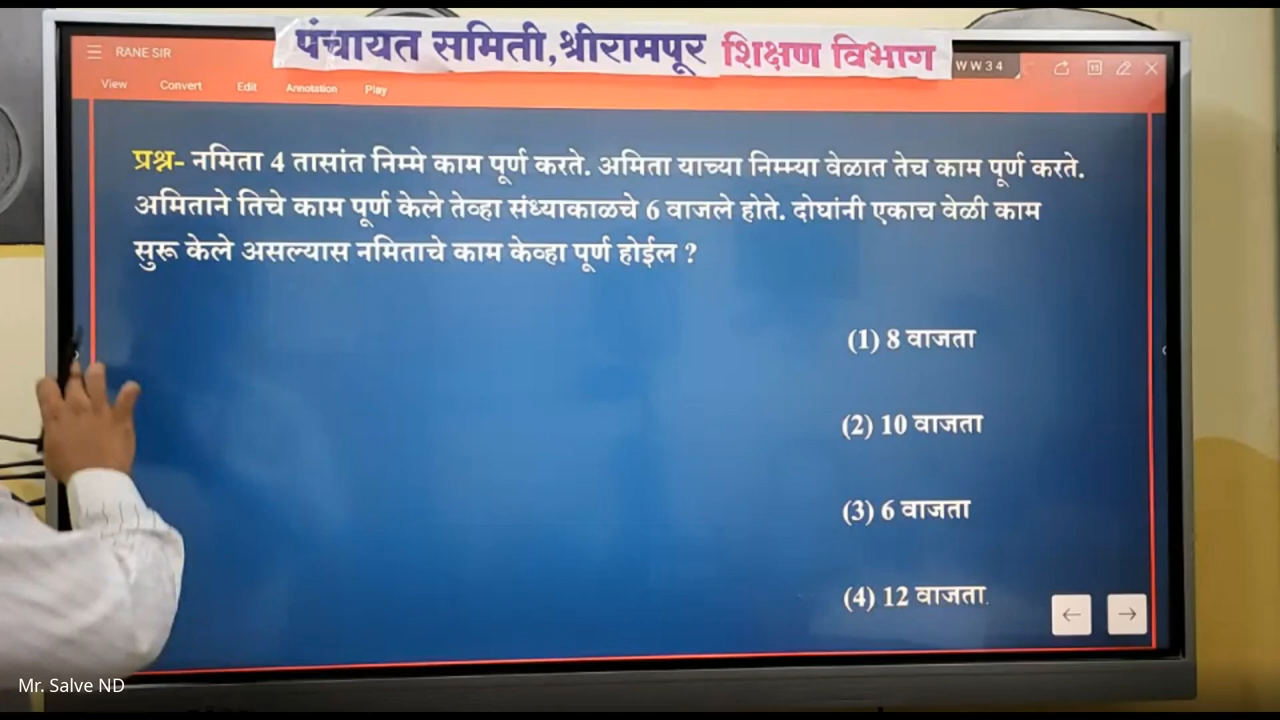 पंचायत समिती,श्रीरामपूर शिक्षण विभाग
RANE SIR
WW34
View Convert Edit Annotation Play
प्रश्न- नमिता 4 तासांत निम्मे काम पूर्ण करते. अमिता याच्या निम्म्या वेळात तेच काम पूर्ण करते.
अमिताने तिचे काम पूर्ण केले तेव्हा संध्याकाळचे 6 वाजले होते. दोघांनी एकाच वेळी काम
सुरू केले असल्यास नमिताचे काम केव्हा पूर्ण होईल ?
(1) 8 वाजता
(2) 10 वाजता
(3) 6 वाजता
(4) 12 वाजता.
Mr. Salve ND